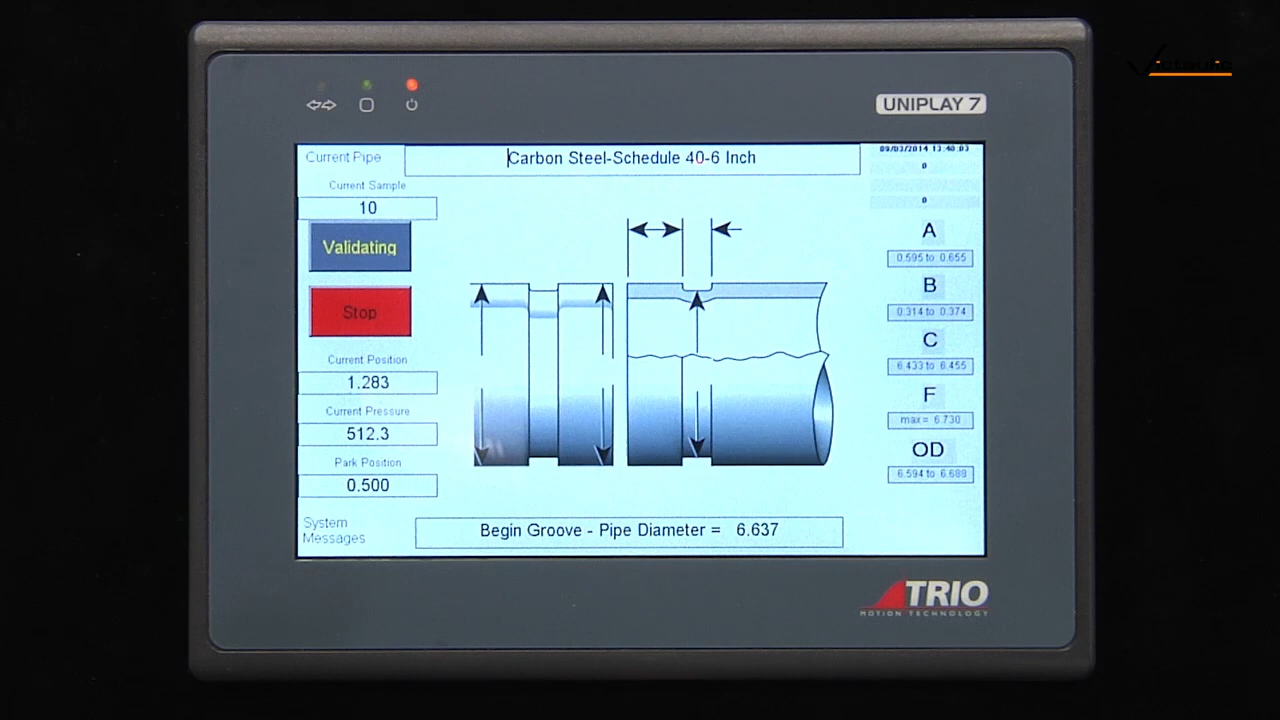 Victaulic
UNIPLAY 7
Current Pipe
Carbon Steel-Schedule 40-6 Inch
09/03/2014 13:40:03
0
0
Current Sample
10
Validating
Stop
Current Position
1.283
Current Pressure
512.3
Park Position
0.500
A
0.595 to 0.655
B
0.314 to 0.374
C
6.433 to 6.455
F
max = 6.730
OD
6.594 to 6.688
System
Messages
Begin Groove - Pipe Diameter = 6.637
TRIO
MOTION TECHNOLOGY